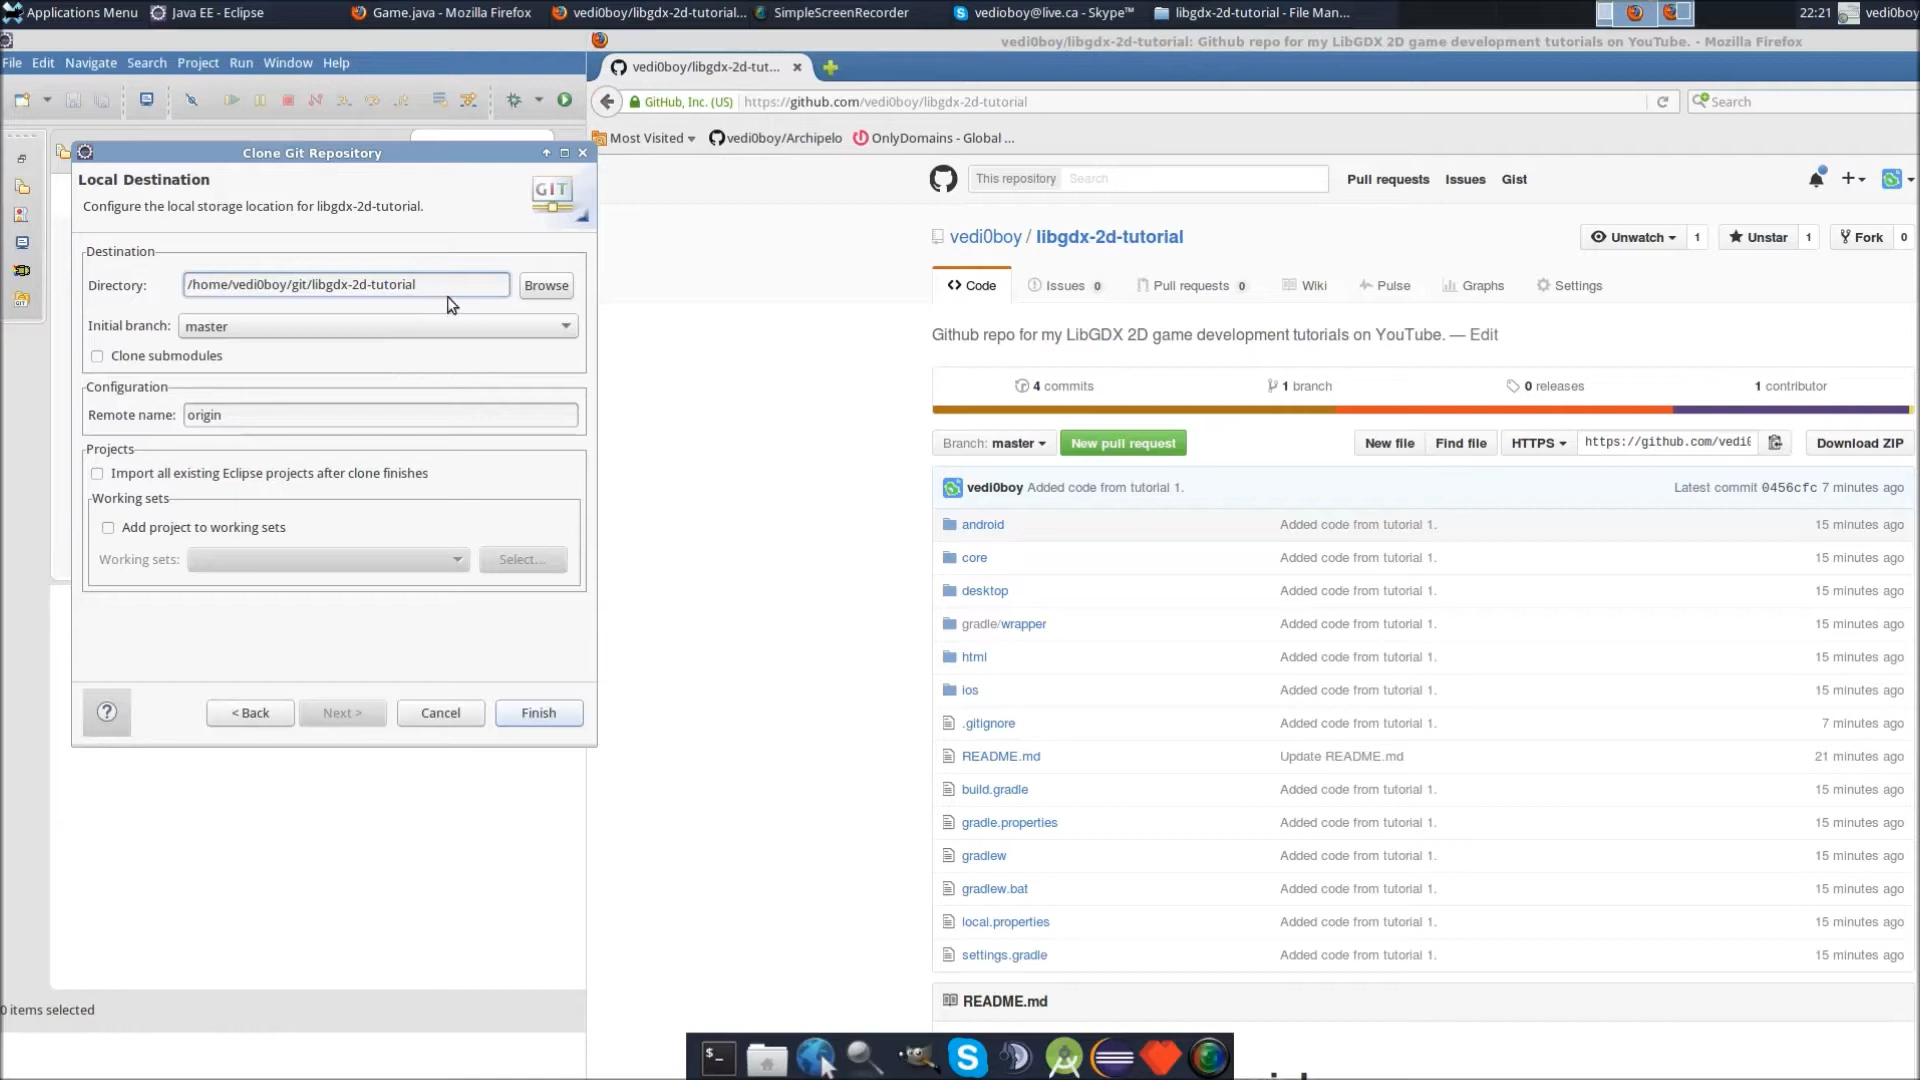 Applications Menu
Java EE - Eclipse
Game.java - Mozilla Firefox
vedi0boy/libgdx-2d-tutorial...
SimpleScreenRecorder
vedioboy@live.ca - Skype™
libgdx-2d-tutorial - File Man...
22:21
vedi0boy
vedi0boy/libgdx-2d-tutorial: Github repo for my LibGDX 2D game development tutorials on YouTube. - Mozilla Firefox
File Edit Navigate Search Project Run Window Help
vedi0boy/libgdx-2d-tut...
GitHub, Inc. (US)
https://github.com/vedi0boy/libgdx-2d-tutorial
Search
Most Visited
vedi0boy/Archipelo
OnlyDomains - Global ...
Clone Git Repository
Local Destination
Configure the local storage location for libgdx-2d-tutorial.
GIT
Destination
Directory: /home/vedi0boy/git/libgdx-2d-tutorial Browse
Initial branch: master
Clone submodules
Configuration
Remote name: origin
Projects
Import all existing Eclipse projects after clone finishes
Working sets
Add project to working sets
Working sets: Select...
? < Back Next > Cancel Finish
0 items selected
This repository Search Pull requests Issues Gist
vedi0boy / libgdx-2d-tutorial
Unwatch 1 Unstar 1 Fork 0
Code Issues 0 Pull requests 0 Wiki Pulse Graphs Settings
Github repo for my LibGDX 2D game development tutorials on YouTube. — Edit
4 commits 1 branch 0 releases 1 contributor
Branch: master New pull request New file Find file HTTPS https://github.com/vedi0 Download ZIP
vedi0boy Added code from tutorial 1. Latest commit 0456cfc 7 minutes ago
android Added code from tutorial 1. 15 minutes ago
core Added code from tutorial 1. 15 minutes ago
desktop Added code from tutorial 1. 15 minutes ago
gradle/wrapper Added code from tutorial 1. 15 minutes ago
html Added code from tutorial 1. 15 minutes ago
ios Added code from tutorial 1. 15 minutes ago
.gitignore Added code from tutorial 1. 7 minutes ago
README.md Update README.md 21 minutes ago
build.gradle Added code from tutorial 1. 15 minutes ago
gradle.properties Added code from tutorial 1. 15 minutes ago
gradlew Added code from tutorial 1. 15 minutes ago
gradlew.bat Added code from tutorial 1. 15 minutes ago
local.properties Added code from tutorial 1. 15 minutes ago
settings.gradle Added code from tutorial 1. 15 minutes ago
README.md